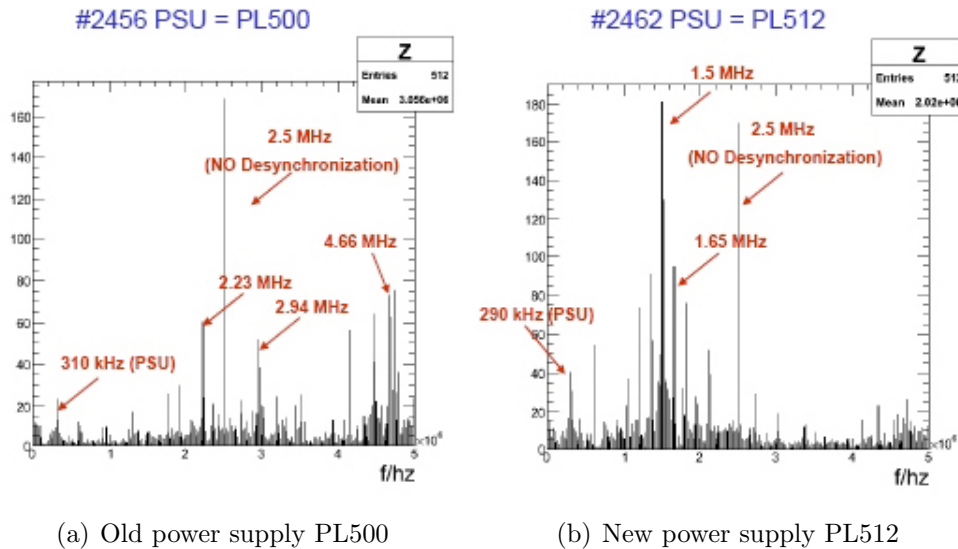 #2456 PSU = PL500
Z
Entries 512
Mean 3.056e+06
160
140
120
100
80
60
40
20
0
0 1 2 3 4 5
×10⁶
f/hz
2.5 MHz
(NO Desynchronization)
4.66 MHz
2.23 MHz
2.94 MHz
310 kHz (PSU)
(a) Old power supply PL500
#2462 PSU = PL512
Z
Entries 512
Mean 2.02e+06
180
160
140
120
100
80
60
40
20
0
0 1 2 3 4 5
×10⁶
f/hz
1.5 MHz
2.5 MHz
(NO Desynchronization)
1.65 MHz
290 kHz (PSU)
(b) New power supply PL512